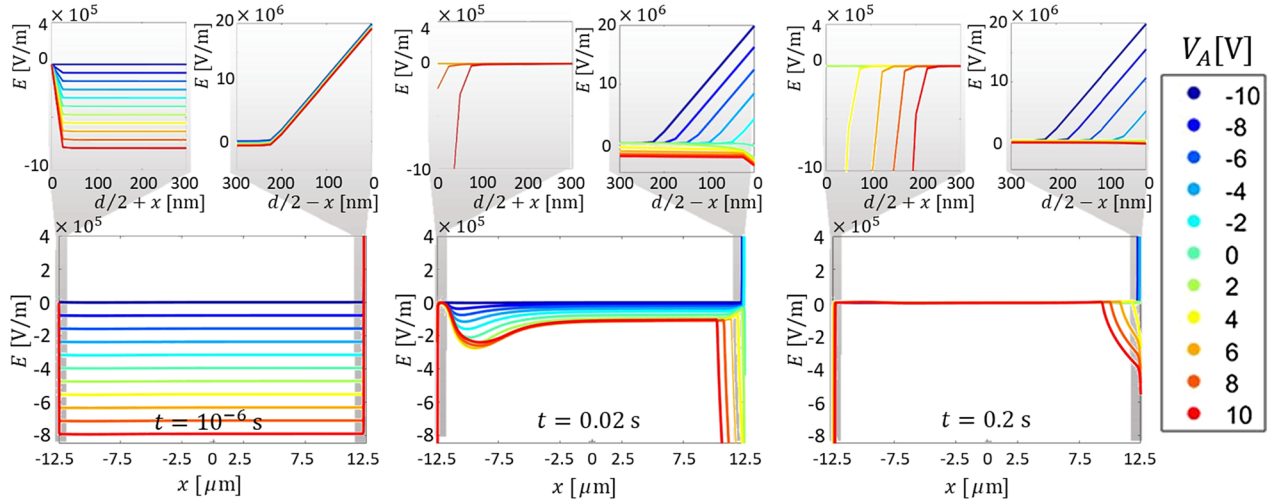 × 10⁵
0
-10
E [V/m]
0 100 200 300
d/2 + x [nm]
20 × 10⁶
10
0
E [V/m]
300 200 100 0
d/2 − x [nm]
× 10⁵
0
-10
E [V/m]
0 100 200 300
d/2 + x [nm]
20 × 10⁶
10
0
E [V/m]
300 200 100 0
d/2 − x [nm]
× 10⁵
0
-10
E [V/m]
0 100 200 300
d/2 + x [nm]
20 × 10⁶
10
0
E [V/m]
300 200 100 0
d/2 − x [nm]
4 × 10⁵
2
0
-2
-4
-6
-8
E [V/m]
t = 10⁻⁶ s
-12.5 -7.5 -2.5 0 2.5 7.5 12.5
x [μm]
4 × 10⁵
2
0
-2
-4
-6
-8
E [V/m]
t = 0.02 s
-12.5 -7.5 -2.5 0 2.5 7.5 12.5
x [μm]
4 × 10⁵
2
0
-2
-4
-6
-8
E [V/m]
t = 0.2 s
-12.5 -7.5 -2.5 0 2.5 7.5 12.5
x [μm]
V_A [V]
-10
-8
-6
-4
-2
0
2
4
6
8
10